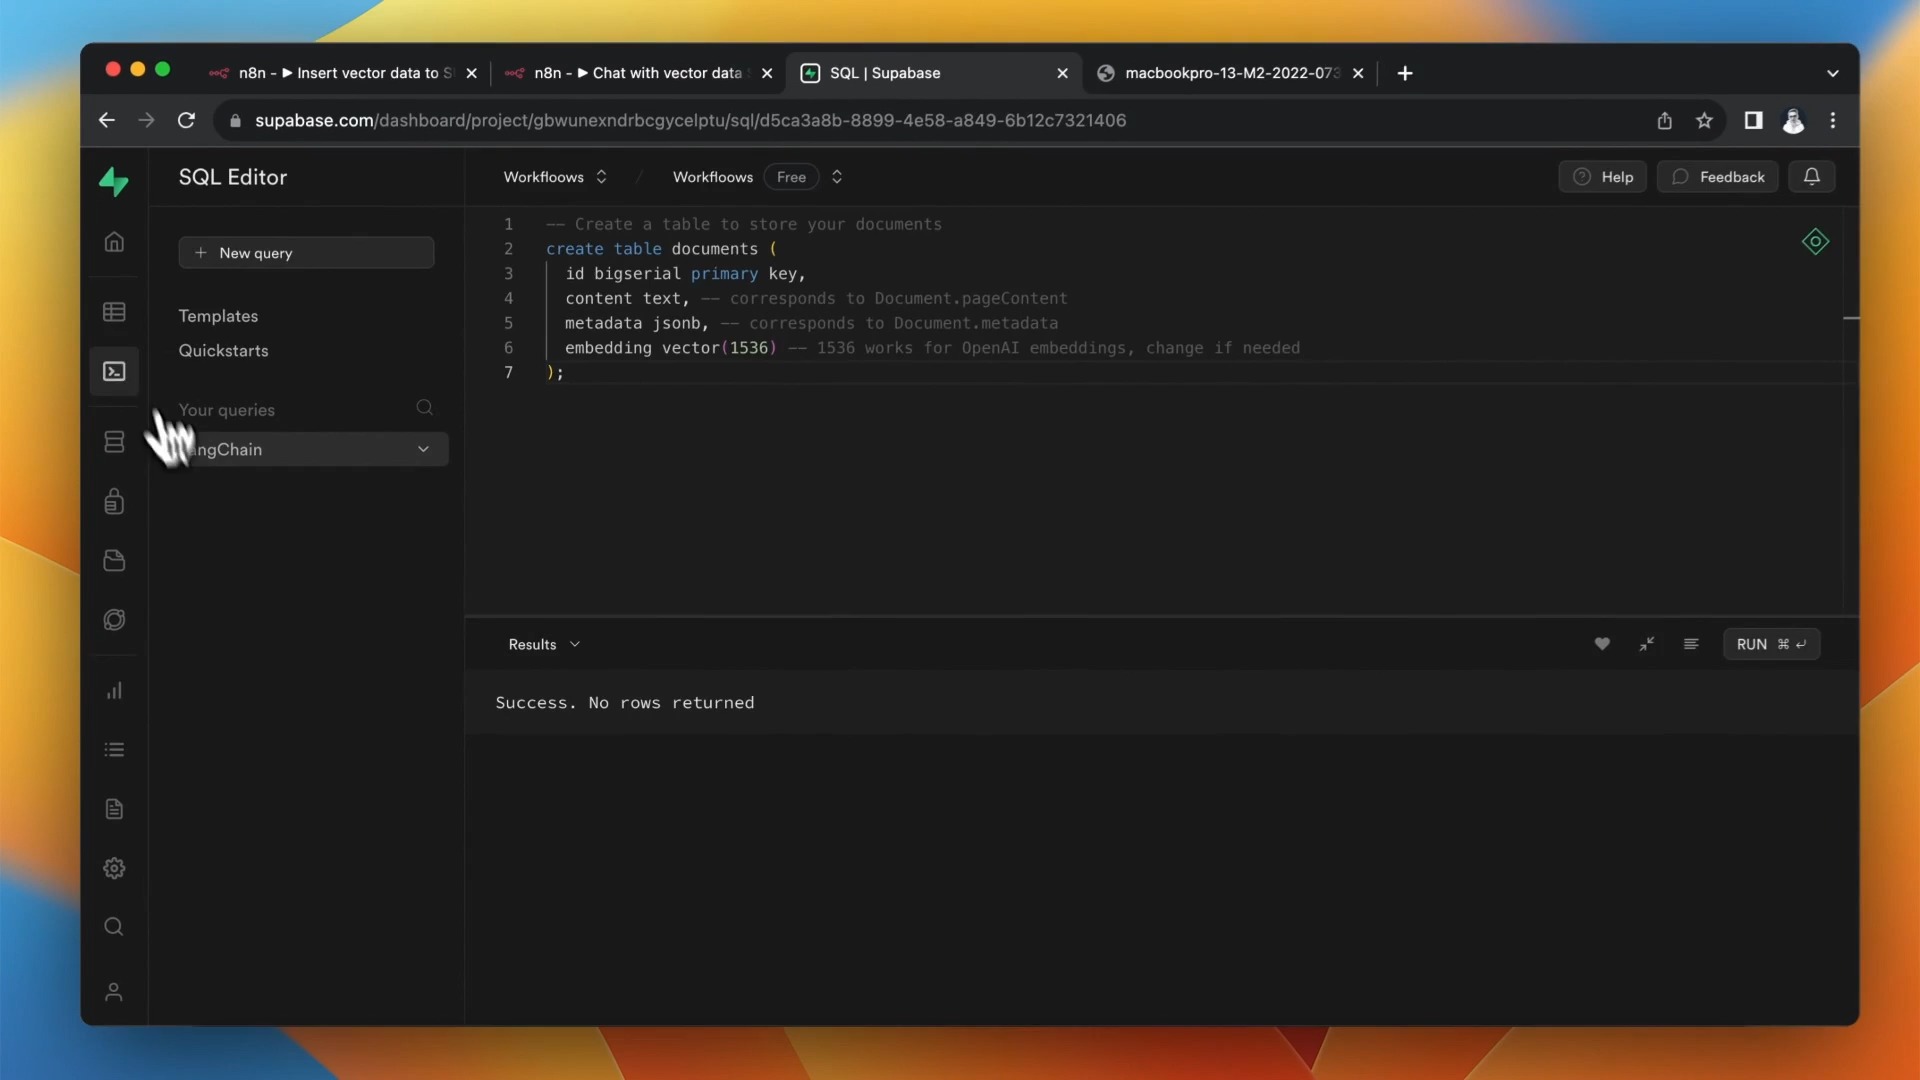 n8n - ▶ Insert vector data to S
n8n - ▶ Chat with vector data
SQL | Supabase
macbookpro-13-M2-2022-073
supabase.com/dashboard/project/gbwunexndrbcgycelptu/sql/d5ca3a8b-8899-4e58-a849-6b12c7321406
SQL Editor
Workfloows / Workfloows Free
Help
Feedback
+ New query
Templates
Quickstarts
Your queries
ngChain
1 -- Create a table to store your documents
2 create table documents (
3 id bigserial primary key,
4 content text, -- corresponds to Document.pageContent
5 metadata jsonb, -- corresponds to Document.metadata
6 embedding vector(1536) -- 1536 works for OpenAI embeddings, change if needed
7 );
Results
RUN ⌘ ↵
Success. No rows returned